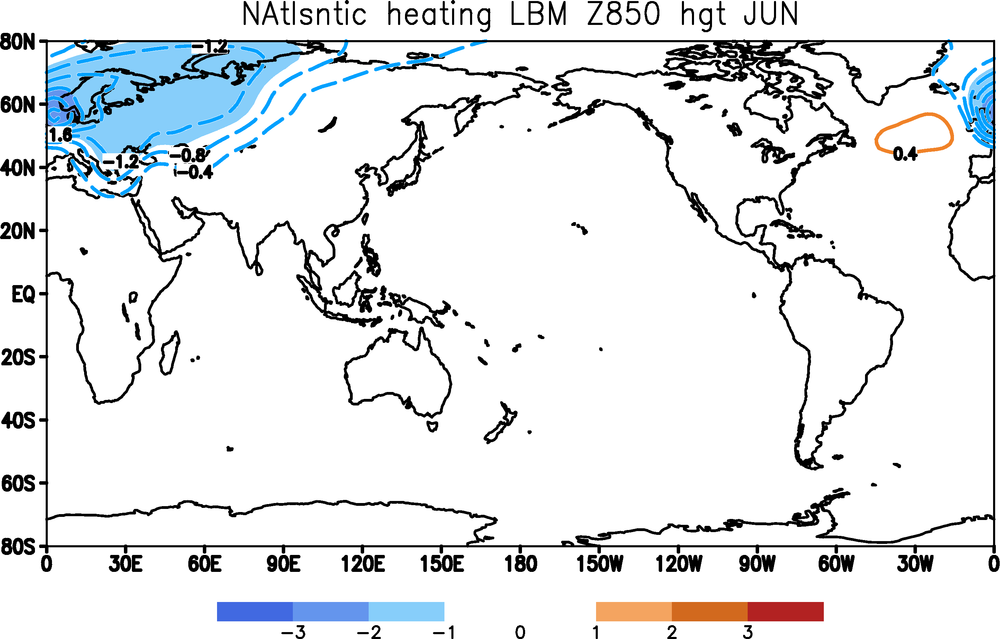 NAtlsntic heating LBM Z850 hgt JUN
80N
60N
40N
20N
EQ
20S
40S
60S
80S
-1.2
1.6
-1.2
-0.8
-0.4
0.4
0 30E 60E 90E 120E 150E 180 150W 120W 90W 60W 30W 0
-3 -2 -1 0 1 2 3